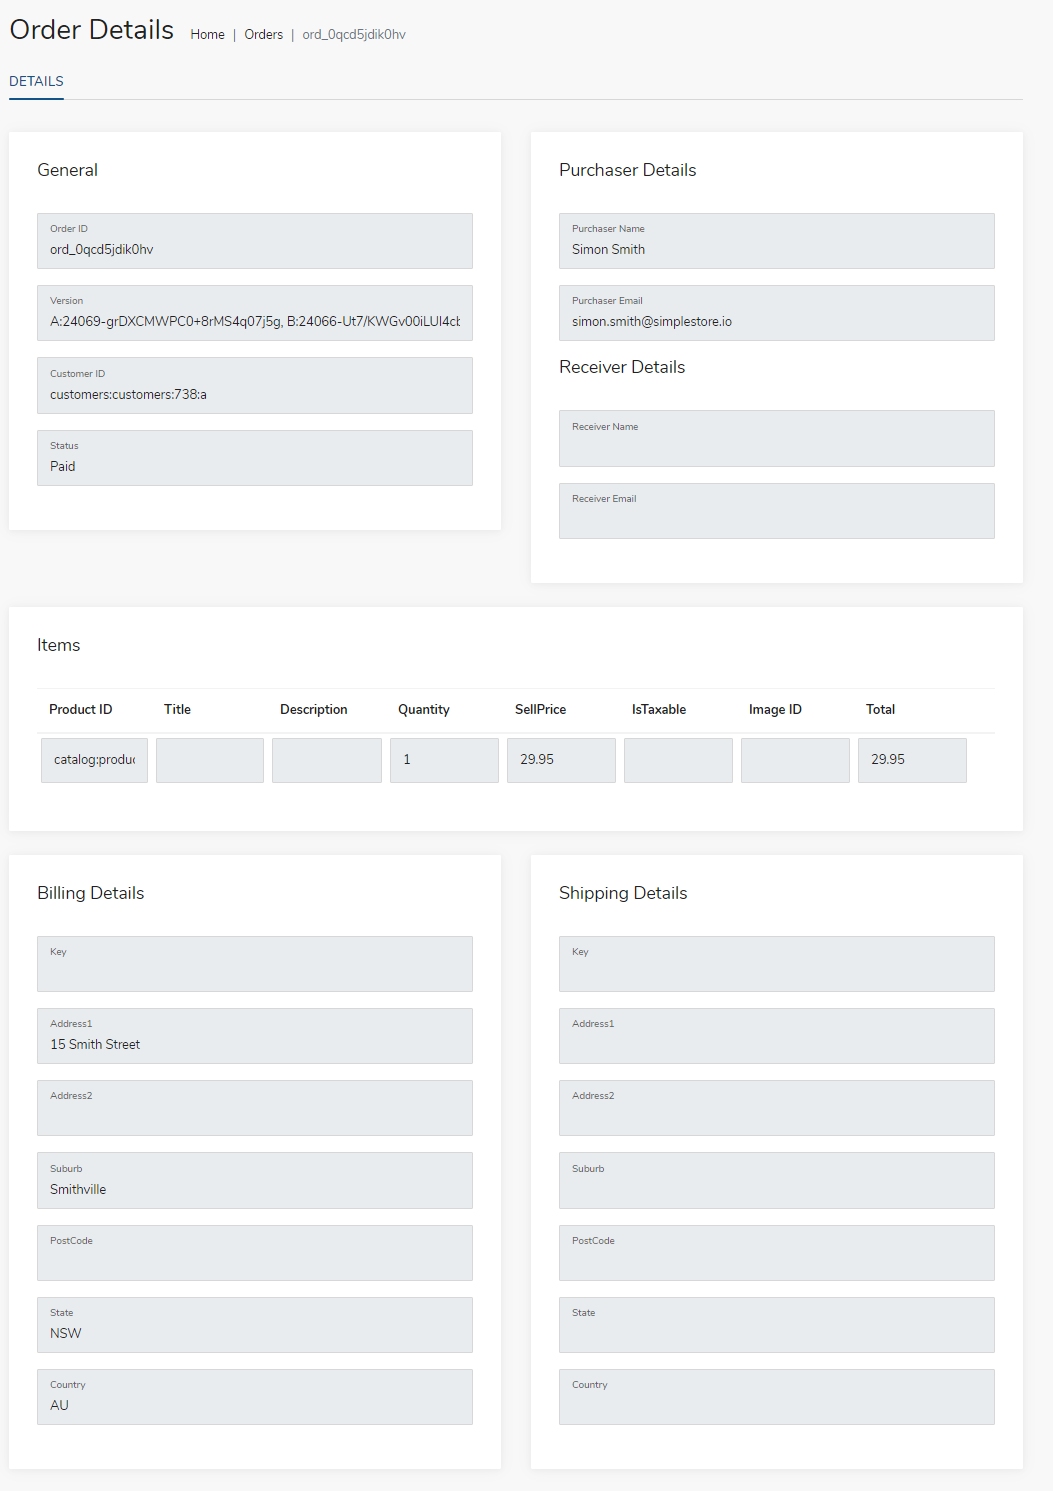 Order Details Home | Orders | ord_0qcd5jdik0hv
DETAILS
General
Order ID
ord_0qcd5jdik0hv
Version
A:24069-grDXCMWPC0+8rMS4q07j5g, B:24066-Ut7/KWGv00iLUI4ct
Customer ID
customers:customers:738:a
Status
Paid
Purchaser Details
Purchaser Name
Simon Smith
Purchaser Email
simon.smith@simplestore.io
Receiver Details
Receiver Name
Receiver Email
Items
Product ID Title Description Quantity SellPrice IsTaxable Image ID Total
catalog:produc 1 29.95 29.95
Billing Details
Key
Address1
15 Smith Street
Address2
Suburb
Smithville
PostCode
State
NSW
Country
AU
Shipping Details
Key
Address1
Address2
Suburb
PostCode
State
Country